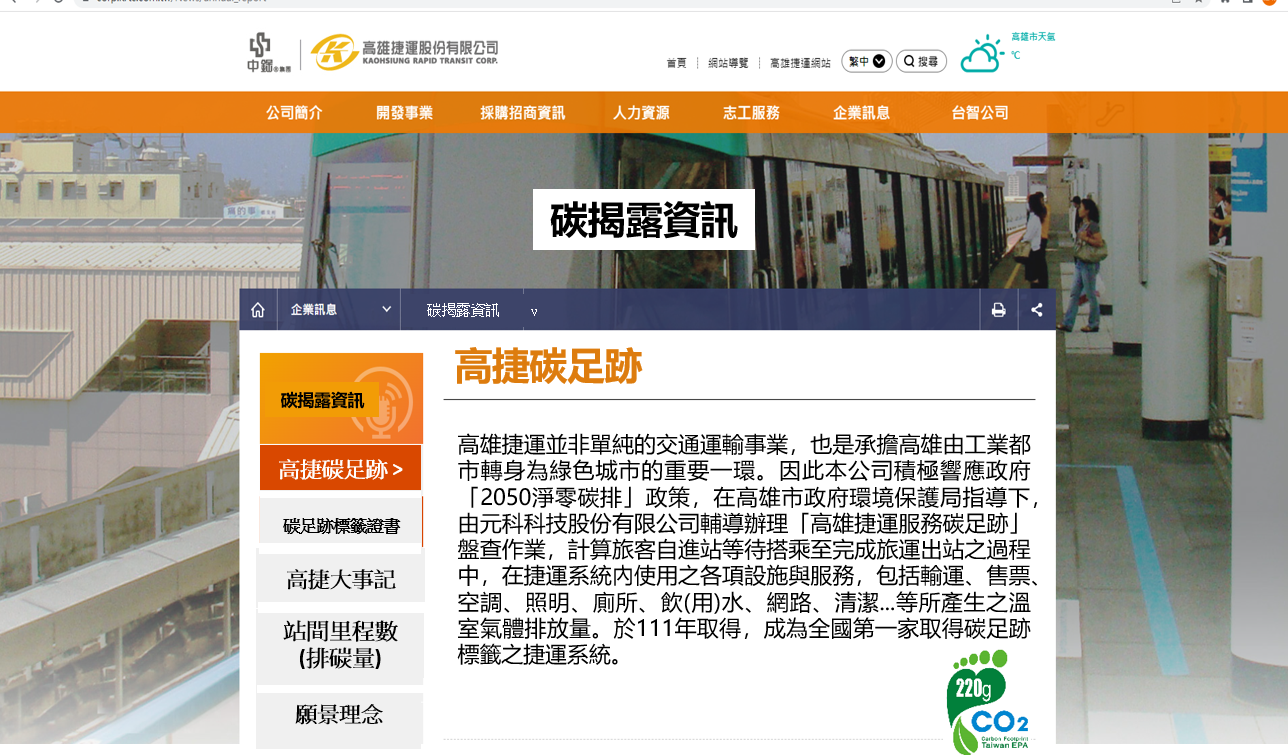 中鋼集團
高雄捷運股份有限公司
KAOHSIUNG RAPID TRANSIT CORP.
首頁
網站導覽
高雄捷運網站
繁中
搜尋
高雄市天氣
℃
公司簡介
開發事業
採購招商資訊
人力資源
志工服務
企業訊息
台智公司
碳揭露資訊
企業訊息
碳揭露資訊
v
碳揭露資訊
高捷碳足跡 >
碳足跡標籤證書
高捷大事記
站間里程數
(排碳量)
願景理念
高捷碳足跡
高雄捷運並非單純的交通運輸事業，也是承擔高雄由工業都
市轉身為綠色城市的重要一環。因此本公司積極響應政府
「2050淨零碳排」政策，在高雄市政府環境保護局指導下，
由元科科技股份有限公司輔導辦理「高雄捷運服務碳足跡」
盤查作業，計算旅客自進站等待搭乘至完成旅運出站之過程
中，在捷運系統內使用之各項設施與服務，包括輸運、售票、
空調、照明、廁所、飲(用)水、網路、清潔...等所產生之溫
室氣體排放量。於111年取得，成為全國第一家取得碳足跡
標籤之捷運系統。
220g
CO2
Carbon Footprint
Taiwan EPA